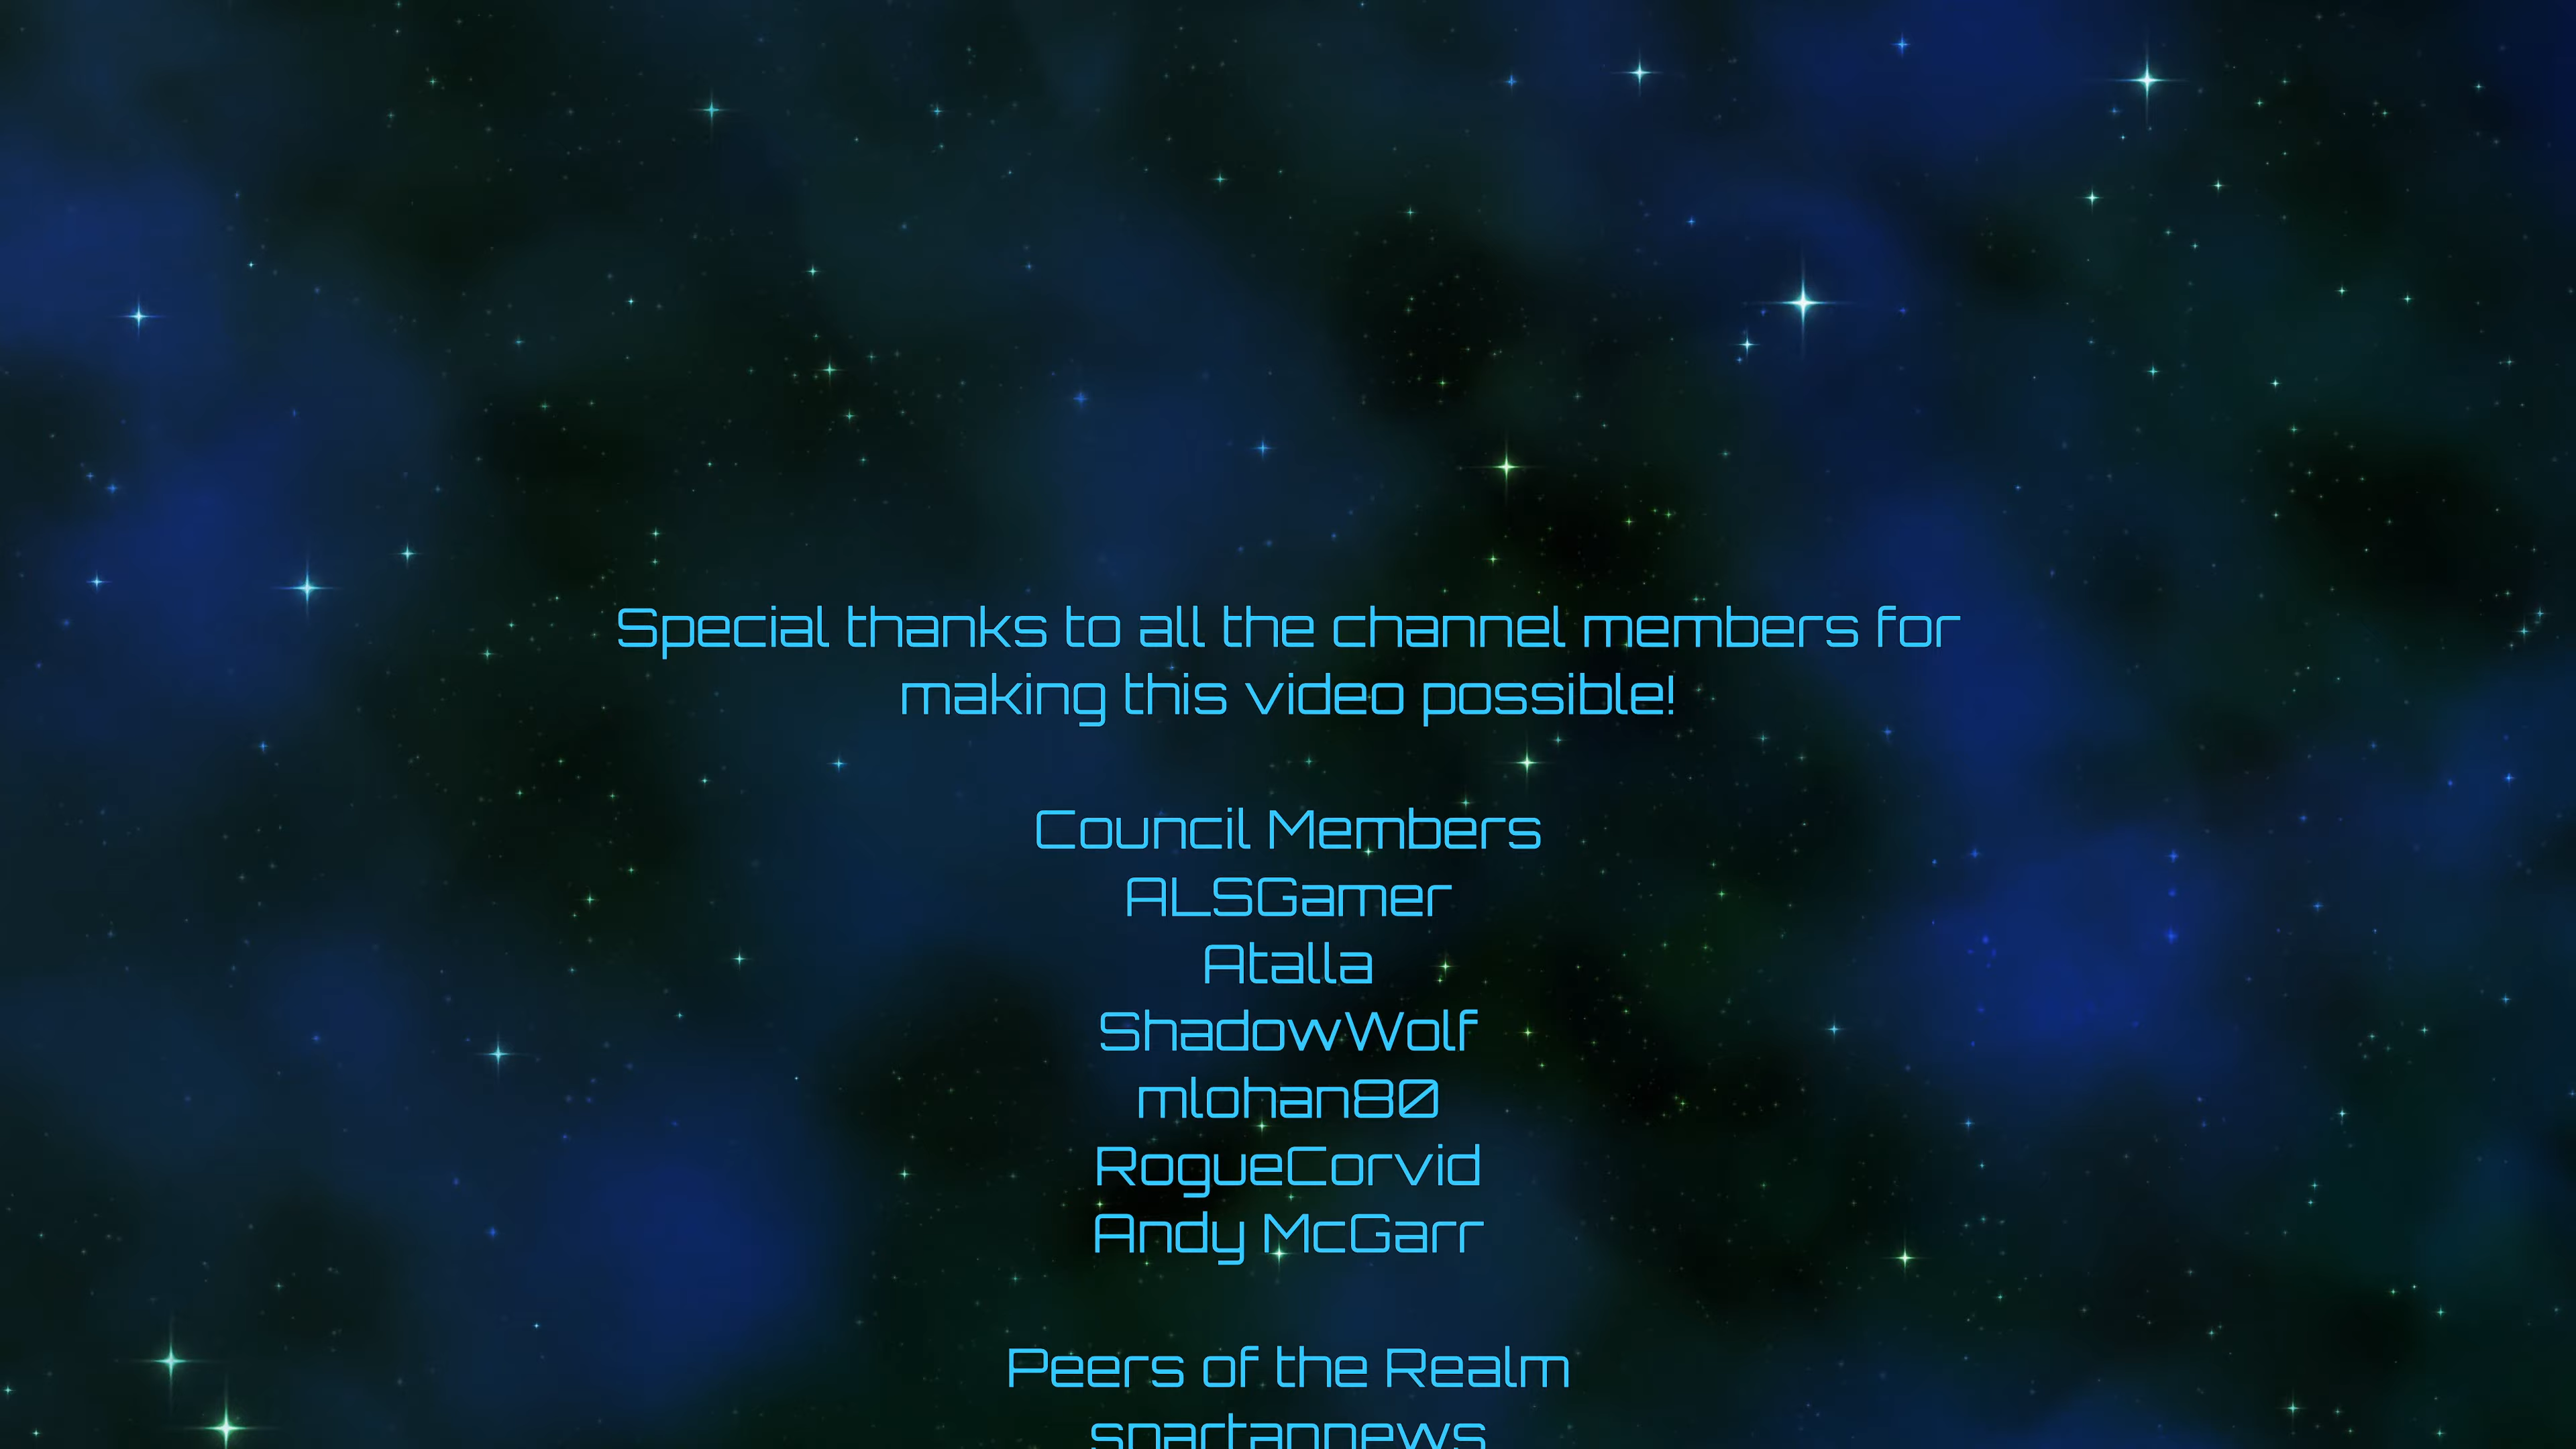 Special thanks to all the channel members for
making this video possible!
Council Members
ALSGamer
Atalla
ShadowWolf
mlohan80
RogueCorvid
Andy McGarr
Peers of the Realm
spartannews